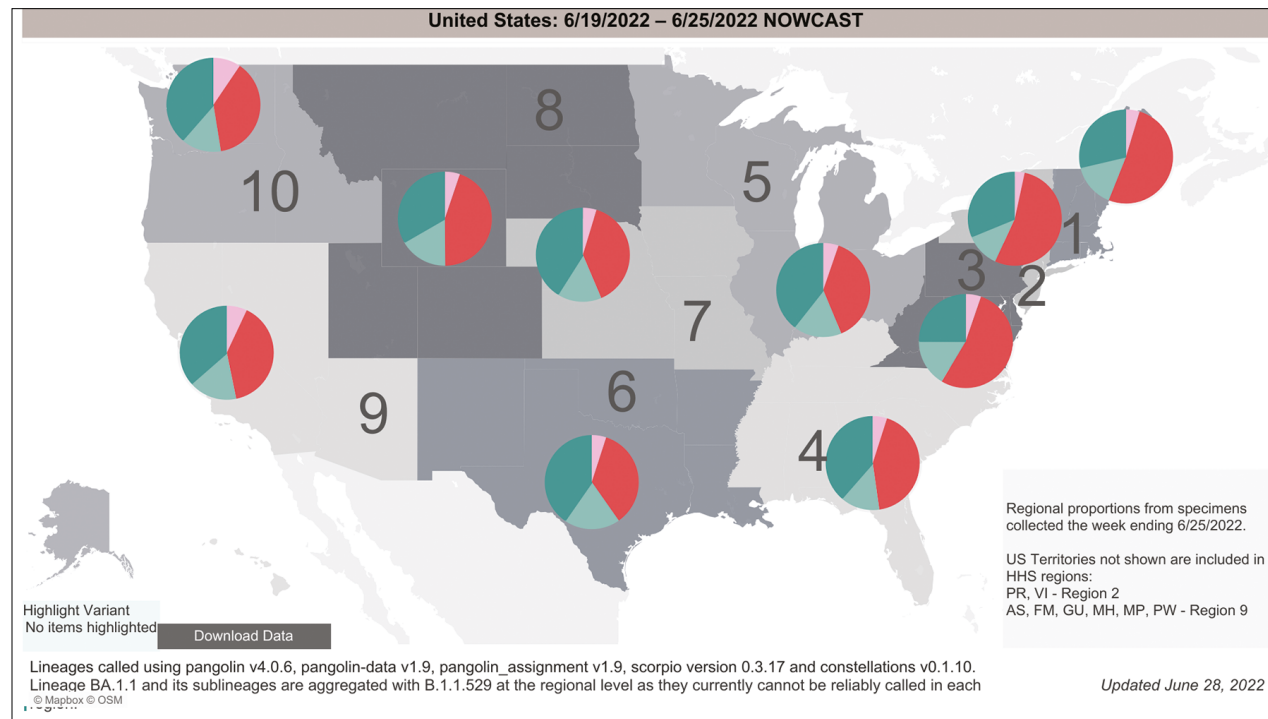 United States: 6/19/2022 – 6/25/2022 NOWCAST
8
10
5
1
3
2
7
6
9
4
Regional proportions from specimens
collected the week ending 6/25/2022.
US Territories not shown are included in
HHS regions:
PR, VI - Region 2
AS, FM, GU, MH, MP, PW - Region 9
Highlight Variant
No items highlighted
Download Data
Lineages called using pangolin v4.0.6, pangolin-data v1.9, pangolin_assignment v1.9, scorpio version 0.3.17 and constellations v0.1.10.
Lineage BA.1.1 and its sublineages are aggregated with B.1.1.529 at the regional level as they currently cannot be reliably called in each
region.
© Mapbox © OSM
Updated June 28, 2022